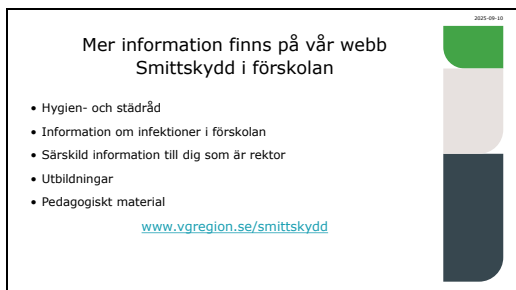 2025-09-10
Mer information finns på vår webb
Smittskydd i förskolan
• Hygien- och städråd
• Information om infektioner i förskolan
• Särskild information till dig som är rektor
• Utbildningar
• Pedagogiskt material
www.vgregion.se/smittskydd